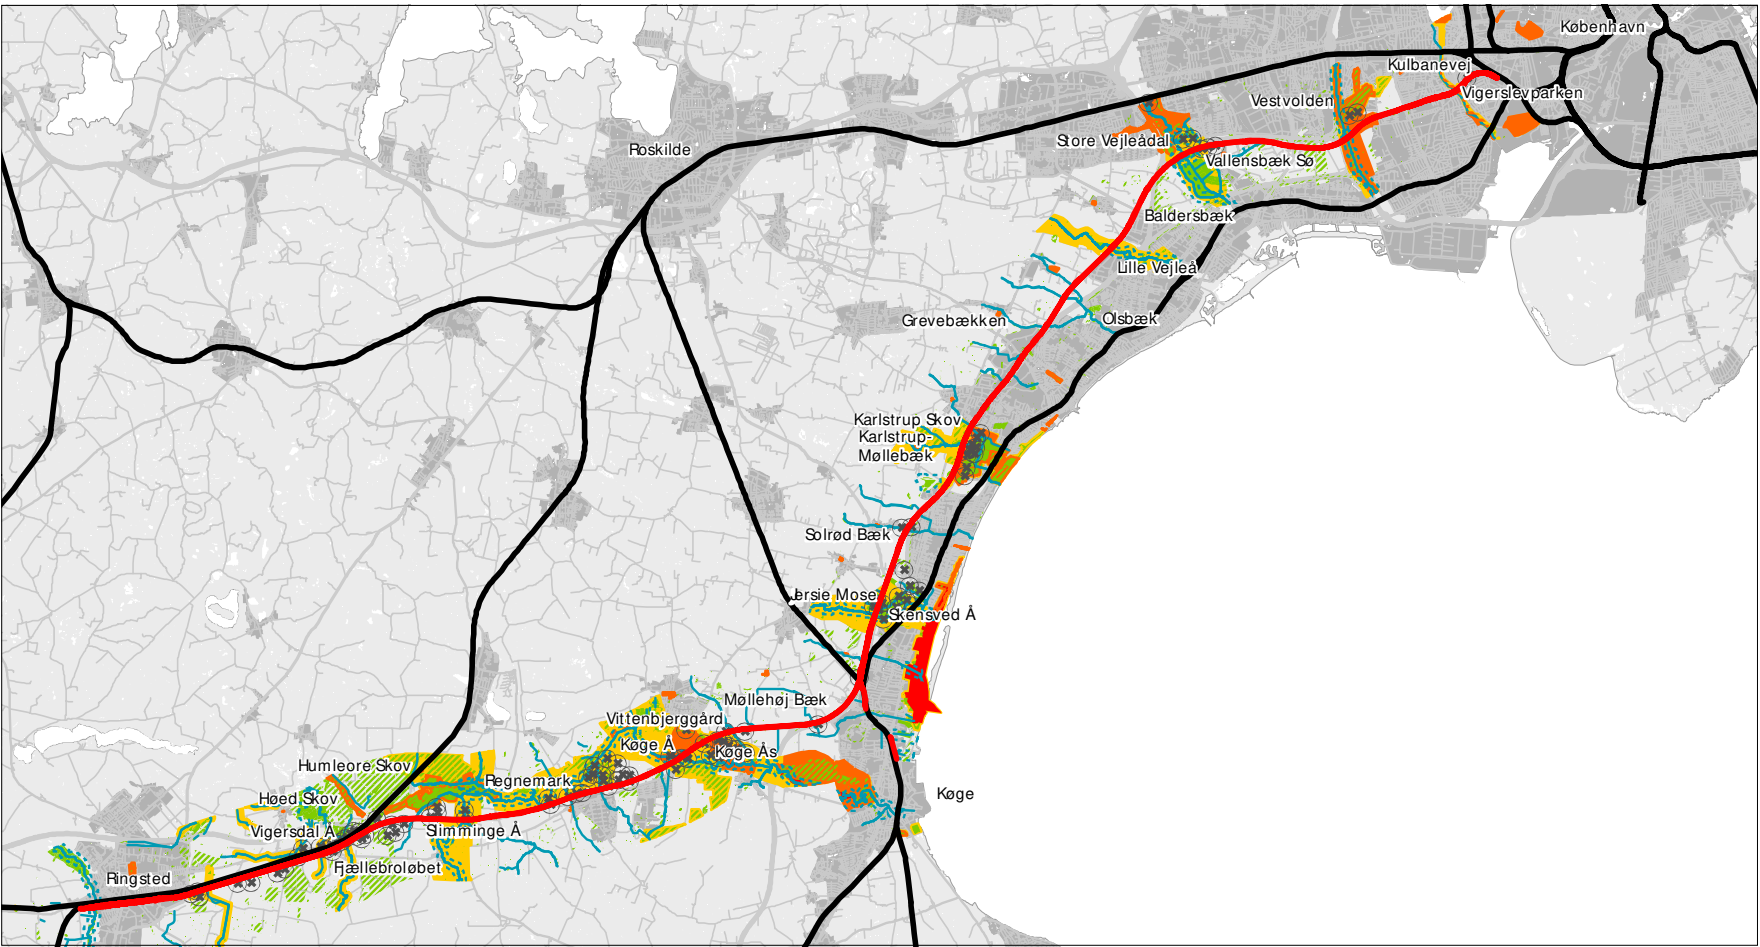 København
Kulbanevej
Vigerslevparken
Vestvolden
Store Vejleådal
Vallensbæk Sø
Roskilde
Baldersbæk
Lille Vejleå
Olsbæk
Grevebækken
Karlstrup Skov
Karlstrup-
Møllebæk
Solrød Bæk
Jersie Mose
Skensved Å
Møllehøj Bæk
Vittenbjerggård
Køge Å
Køge Ås
Humleore Skov
Regnemark
Køge
Høed Skov
Vigersdal Å
Slimminge Å
Fjællebroløbet
Ringsted